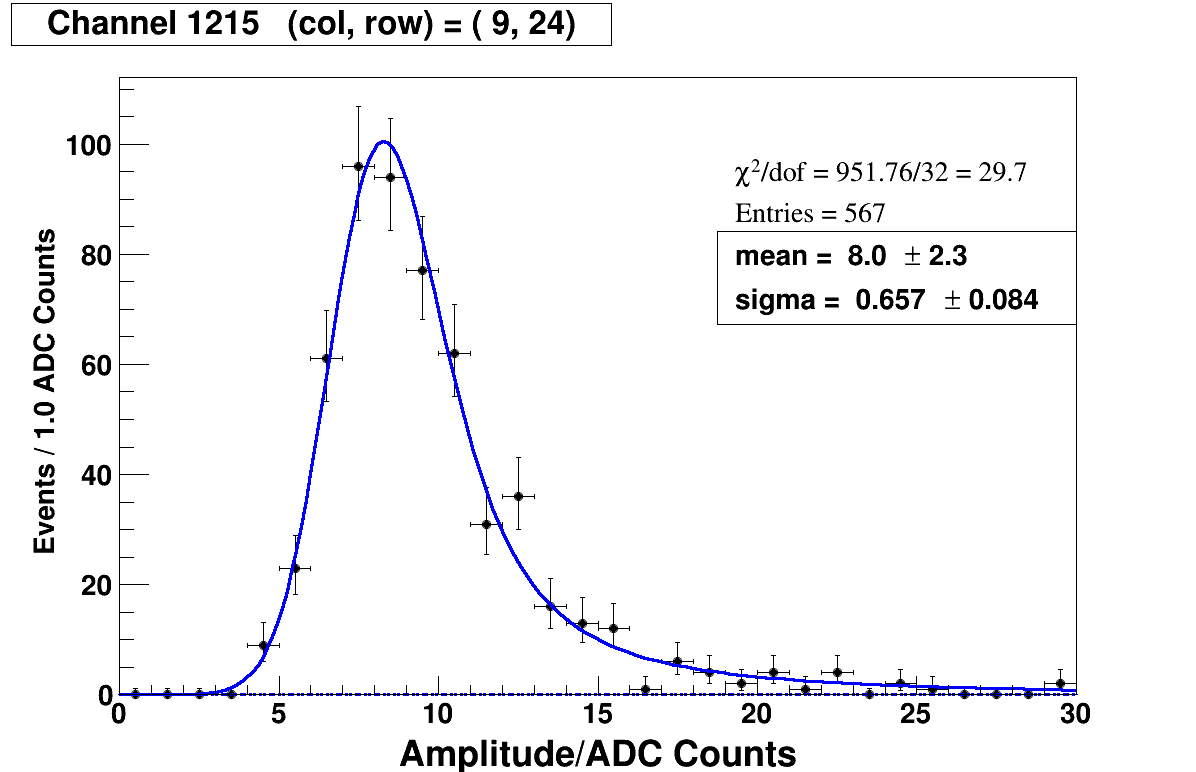 Channel 1215 (col, row) = ( 9, 24)
χ²/dof = 951.76/32 = 29.7
Entries = 567
mean = 8.0 ± 2.3
sigma = 0.657 ± 0.084
Events / 1.0 ADC Counts
100
80
60
40
20
0
0 5 10 15 20 25 30
Amplitude/ADC Counts